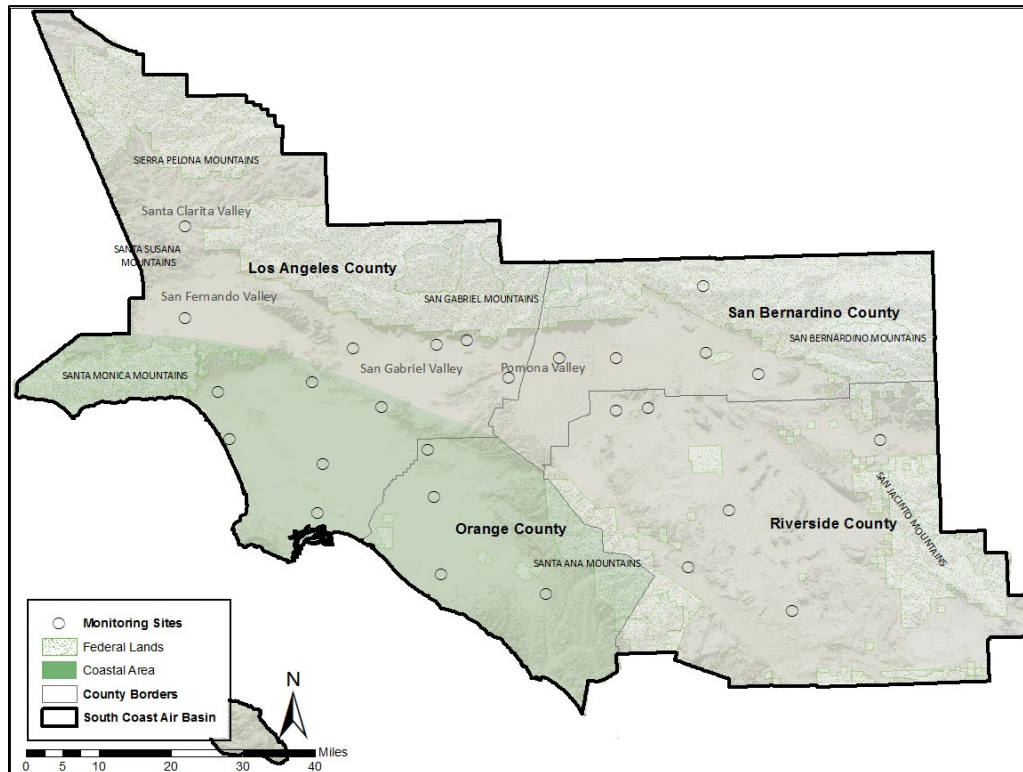 SIERRA PELONA MOUNTAINS
Santa Clarita Valley
SANTA SUSANA
MOUNTAINS
Los Angeles County
San Fernando Valley
SAN GABRIEL MOUNTAINS
San Bernardino County
SAN BERNARDINO MOUNTAINS
SANTA MONICA MOUNTAINS
San Gabriel Valley
Pomona Valley
SAN JACINTO MOUNTAINS
Orange County
Riverside County
SANTA ANA MOUNTAINS
Monitoring Sites
Federal Lands
Coastal Area
County Borders
South Coast Air Basin
N
Miles
0 5 10 20 30 40